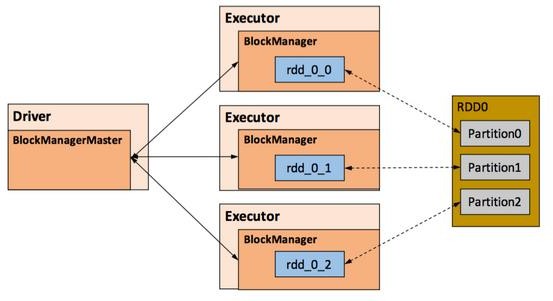 Executor
BlockManager
rdd_0_0
Driver
BlockManagerMaster
Executor
BlockManager
rdd_0_1
Executor
BlockManager
rdd_0_2
RDD0
Partition0
Partition1
Partition2